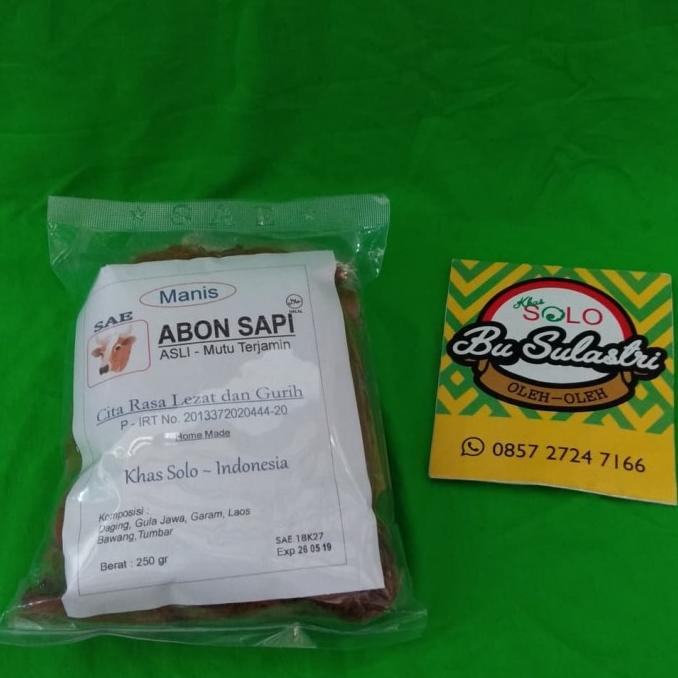 SAE
Manis
SAE
HALAL
ABON SAPI
ASLI - Mutu Terjamin
Cita Rasa Lezat dan Gurih
P - IRT No. 2013372020444-20
Home Made
Khas Solo ~ Indonesia
Komposisi :
Daging, Gula Jawa, Garam, Laos
Bawang, Tumbar
Berat : 250 gr
SAE 18K27
Exp 26 05 19
Khas
SOLO
Bu Sulastri
OLEH-OLEH
0857 2724 7166